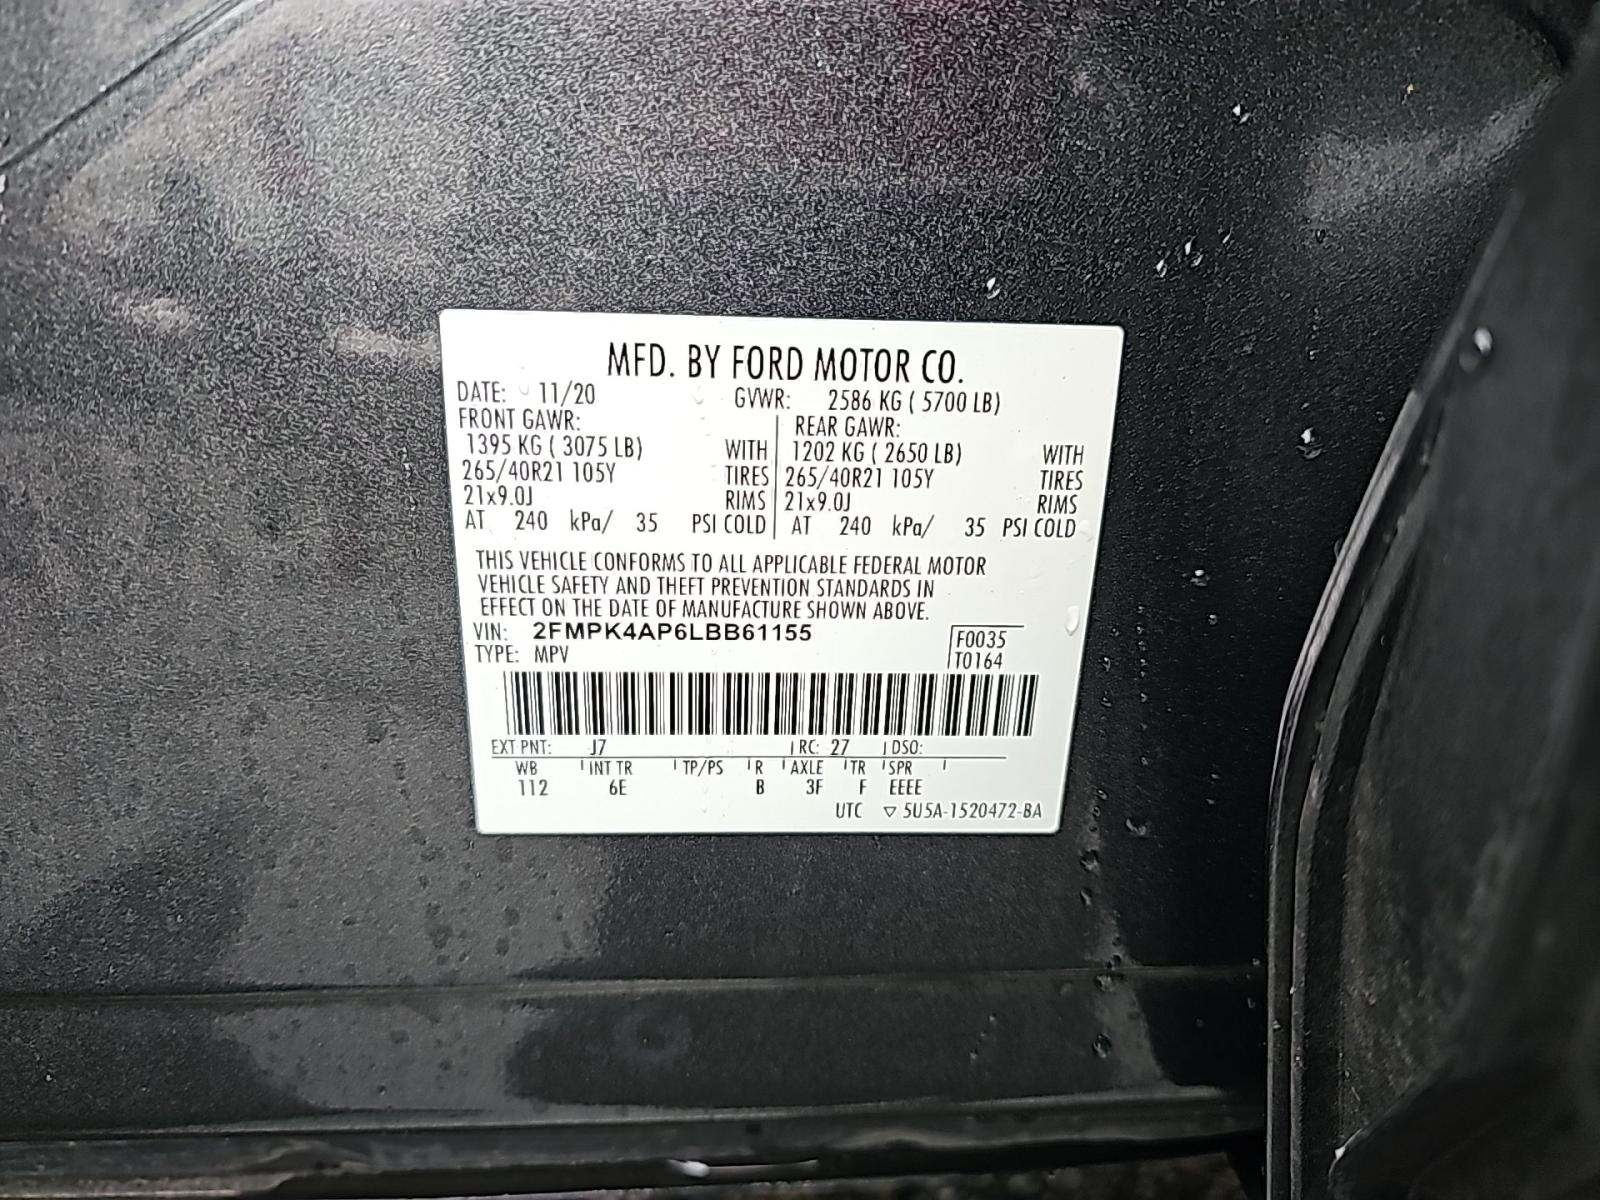 MFD. BY FORD MOTOR CO.
DATE: 11/20 GVWR: 2586 KG ( 5700 LB)
FRONT GAWR: REAR GAWR:
1395 KG ( 3075 LB) WITH 1202 KG ( 2650 LB) WITH
265/40R21 105Y TIRES 265/40R21 105Y TIRES
21x9.0J RIMS 21x9.0J RIMS
AT 240 kPa/ 35 PSI COLD AT 240 kPa/ 35 PSI COLD
THIS VEHICLE CONFORMS TO ALL APPLICABLE FEDERAL MOTOR
VEHICLE SAFETY AND THEFT PREVENTION STANDARDS IN
EFFECT ON THE DATE OF MANUFACTURE SHOWN ABOVE.
VIN: 2FMPK4AP6LBB61155 F0035
TYPE: MPV T0164
EXT PNT: J7 RC: 27 DSO:
WB INT TR TP/PS R AXLE TR SPR
112 6E B 3F F EEEE
UTC ▽ 5U5A-1520472-BA